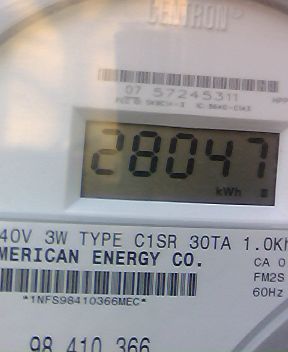 CENTRON®
07 57245311
28047
kWh
40V 3W TYPE C1SR 30TA 1.0Kh
MERICAN ENERGY CO.
CA 0
FM2S
60Hz
*1NFS98410366MEC*
98 410 366